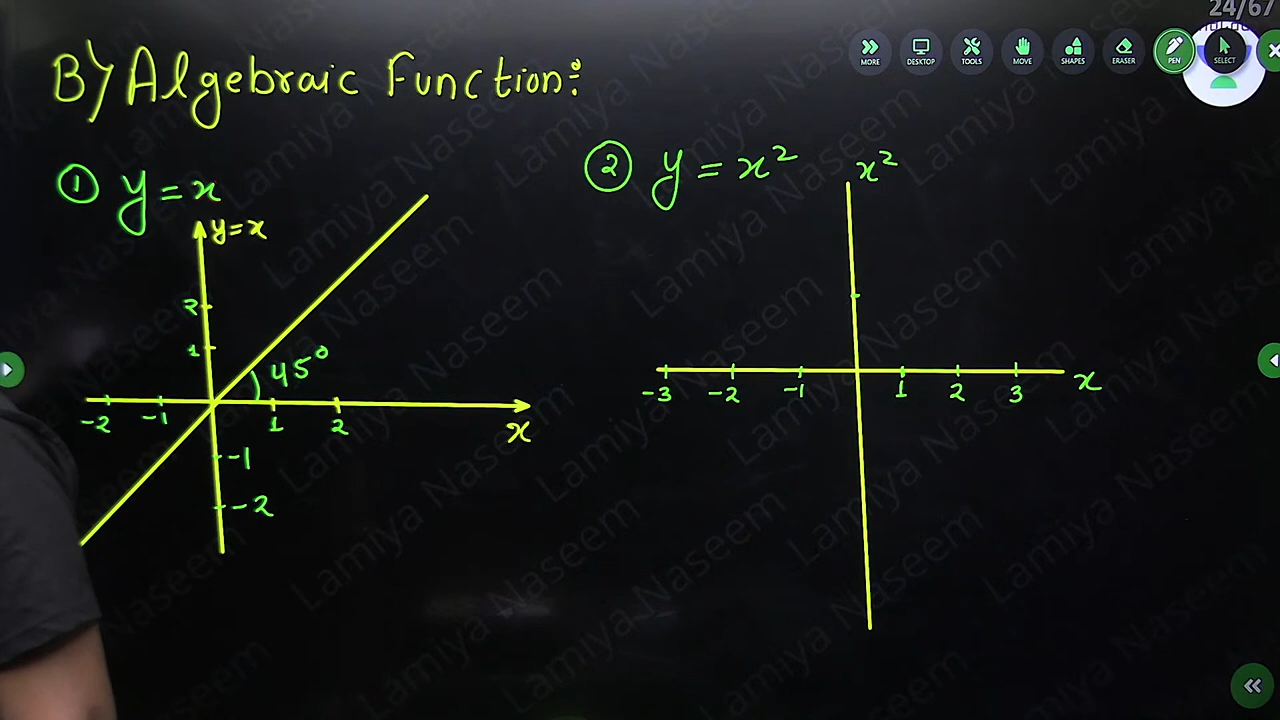 24/67
B) Algebraic Function:
MORE DESKTOP TOOLS MOVE SHAPES ERASER PEN SELECT
① y = x
② y = x²
x²
y = x
2
1
45°
-2 -1 1 2
x
-1
-2
-3 -2 -1 1 2 3
x
Lamiya Naseem